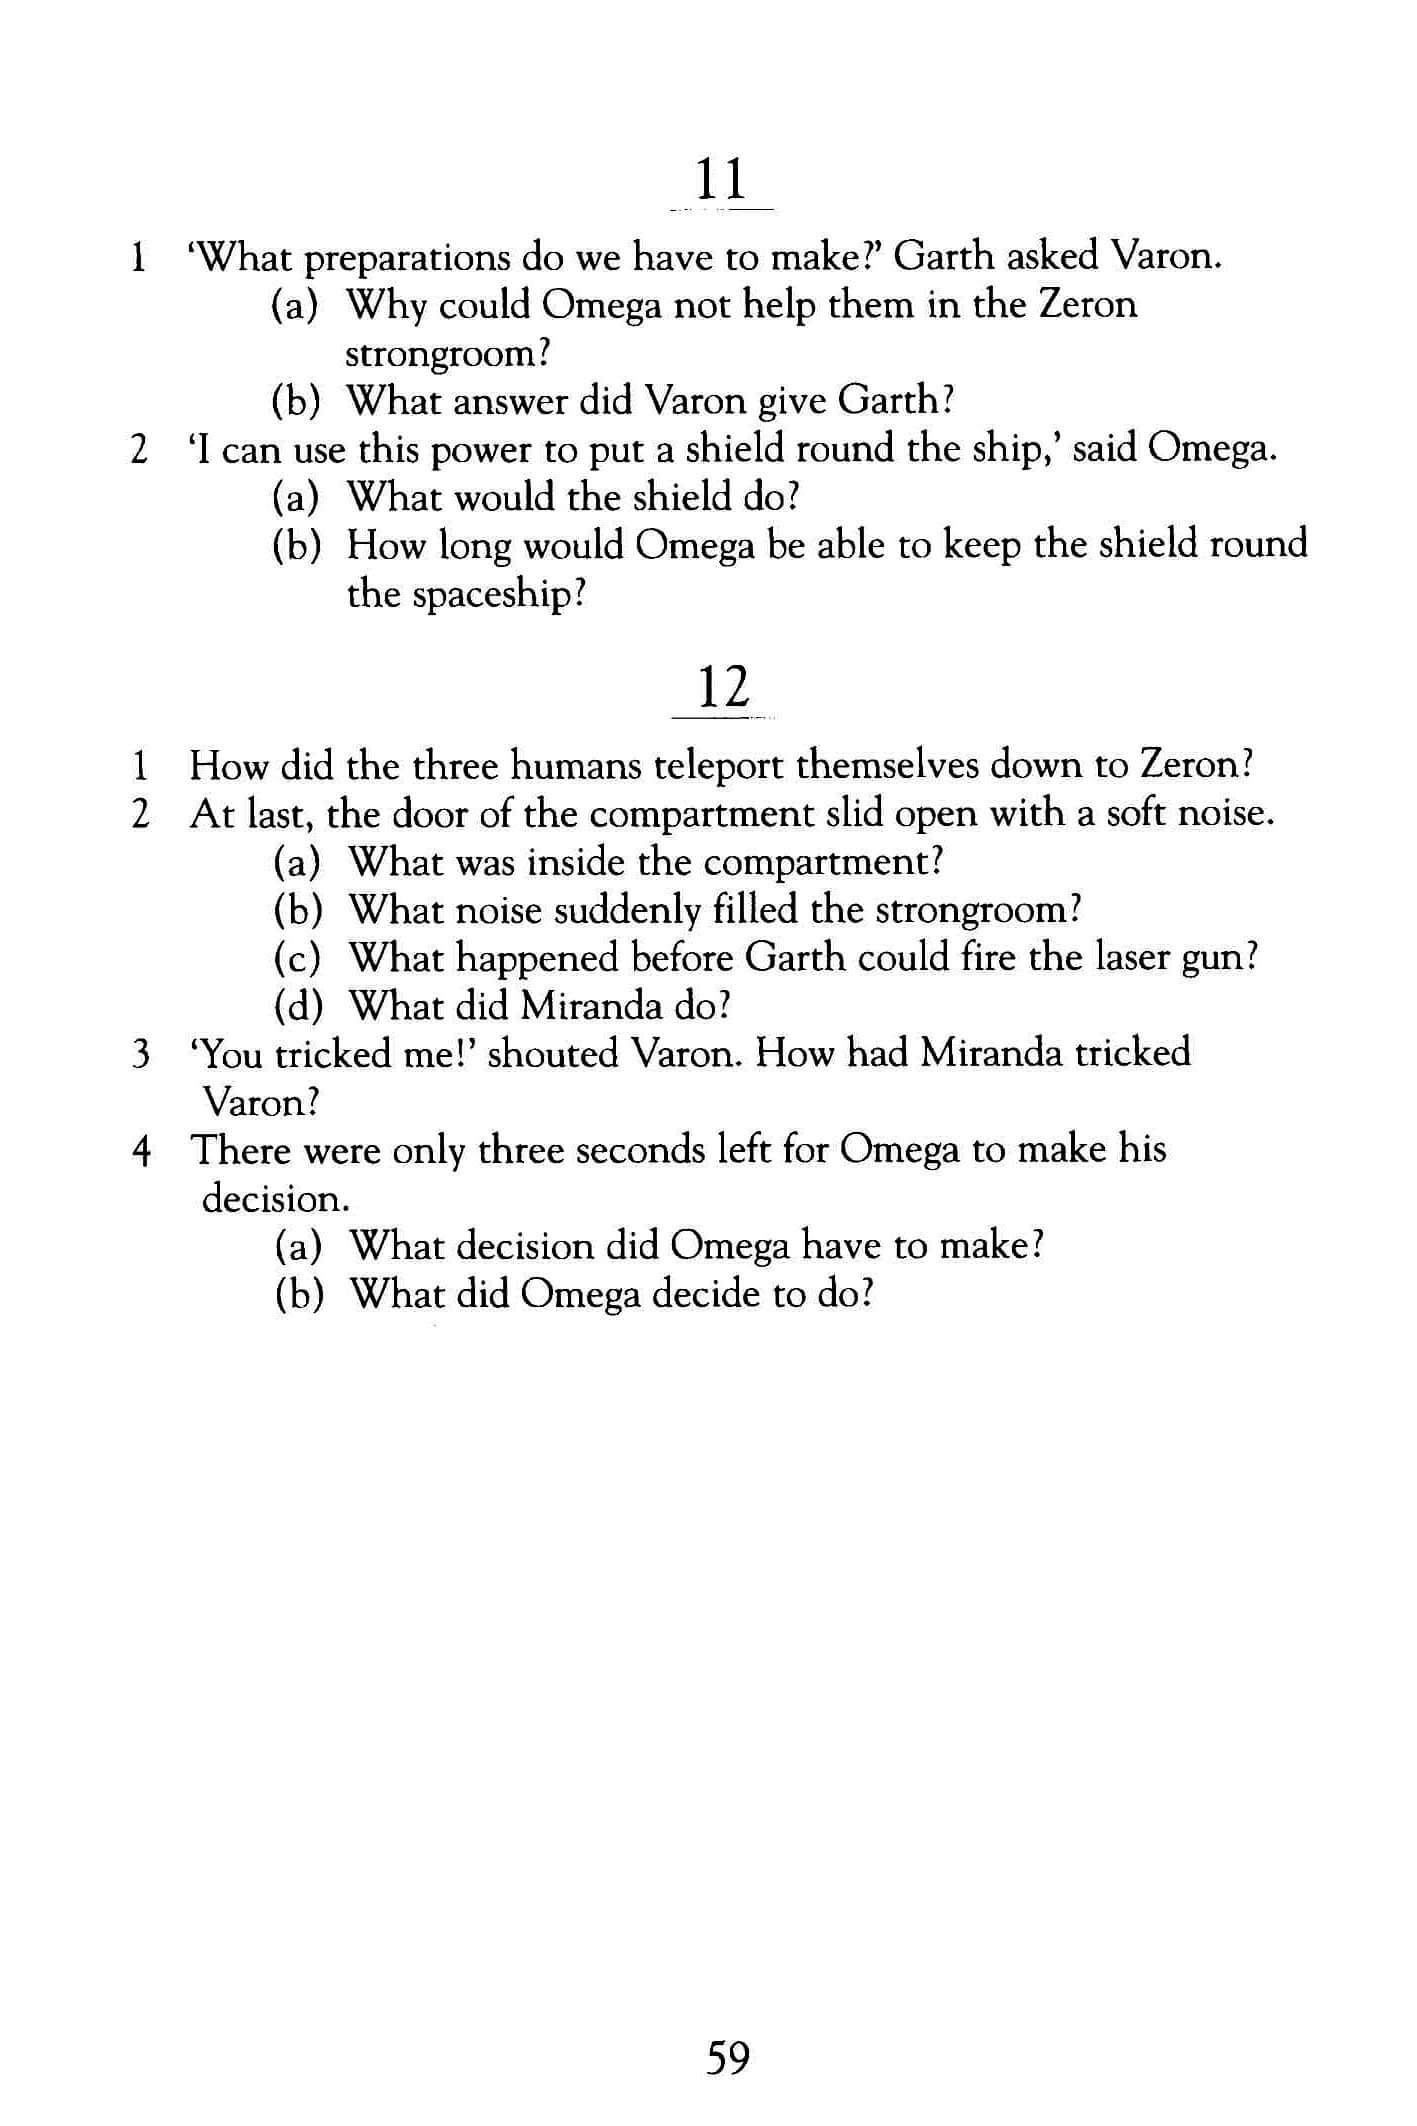 11
1 ‘What preparations do we have to make?’ Garth asked Varon.
(a) Why could Omega not help them in the Zeron
strongroom?
(b) What answer did Varon give Garth?
2 ‘I can use this power to put a shield round the ship,’ said Omega.
(a) What would the shield do?
(b) How long would Omega be able to keep the shield round
the spaceship?
12
1 How did the three humans teleport themselves down to Zeron?
2 At last, the door of the compartment slid open with a soft noise.
(a) What was inside the compartment?
(b) What noise suddenly filled the strongroom?
(c) What happened before Garth could fire the laser gun?
(d) What did Miranda do?
3 ‘You tricked me!’ shouted Varon. How had Miranda tricked
Varon?
4 There were only three seconds left for Omega to make his
decision.
(a) What decision did Omega have to make?
(b) What did Omega decide to do?
59